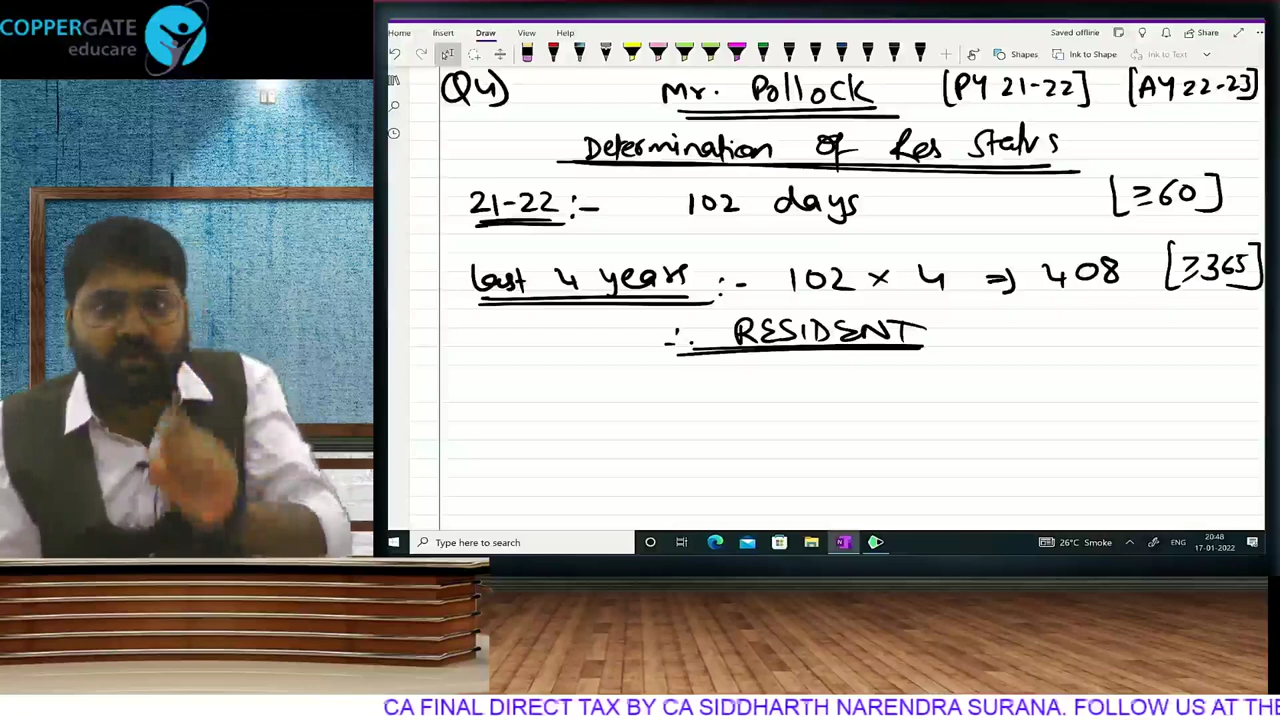 COPPERGATE
educare
Saved offline
Home Insert Draw View Help Share
Shapes Ink to Shape Ink to Text
Q4) Mr. Pollock [PY 21-22] [AY 22-23]
Determination of Res Status
21-22 :- 102 days [≥60]
last 4 years :- 102 × 4 => 408 [≥365]
∴ RESIDENT
Type here to search
26°C Smoke ENG 20:48
17-01-2022
CA FINAL DIRECT TAX BY CA SIDDHARTH NARENDRA SURANA. FOLLOW US AT THE